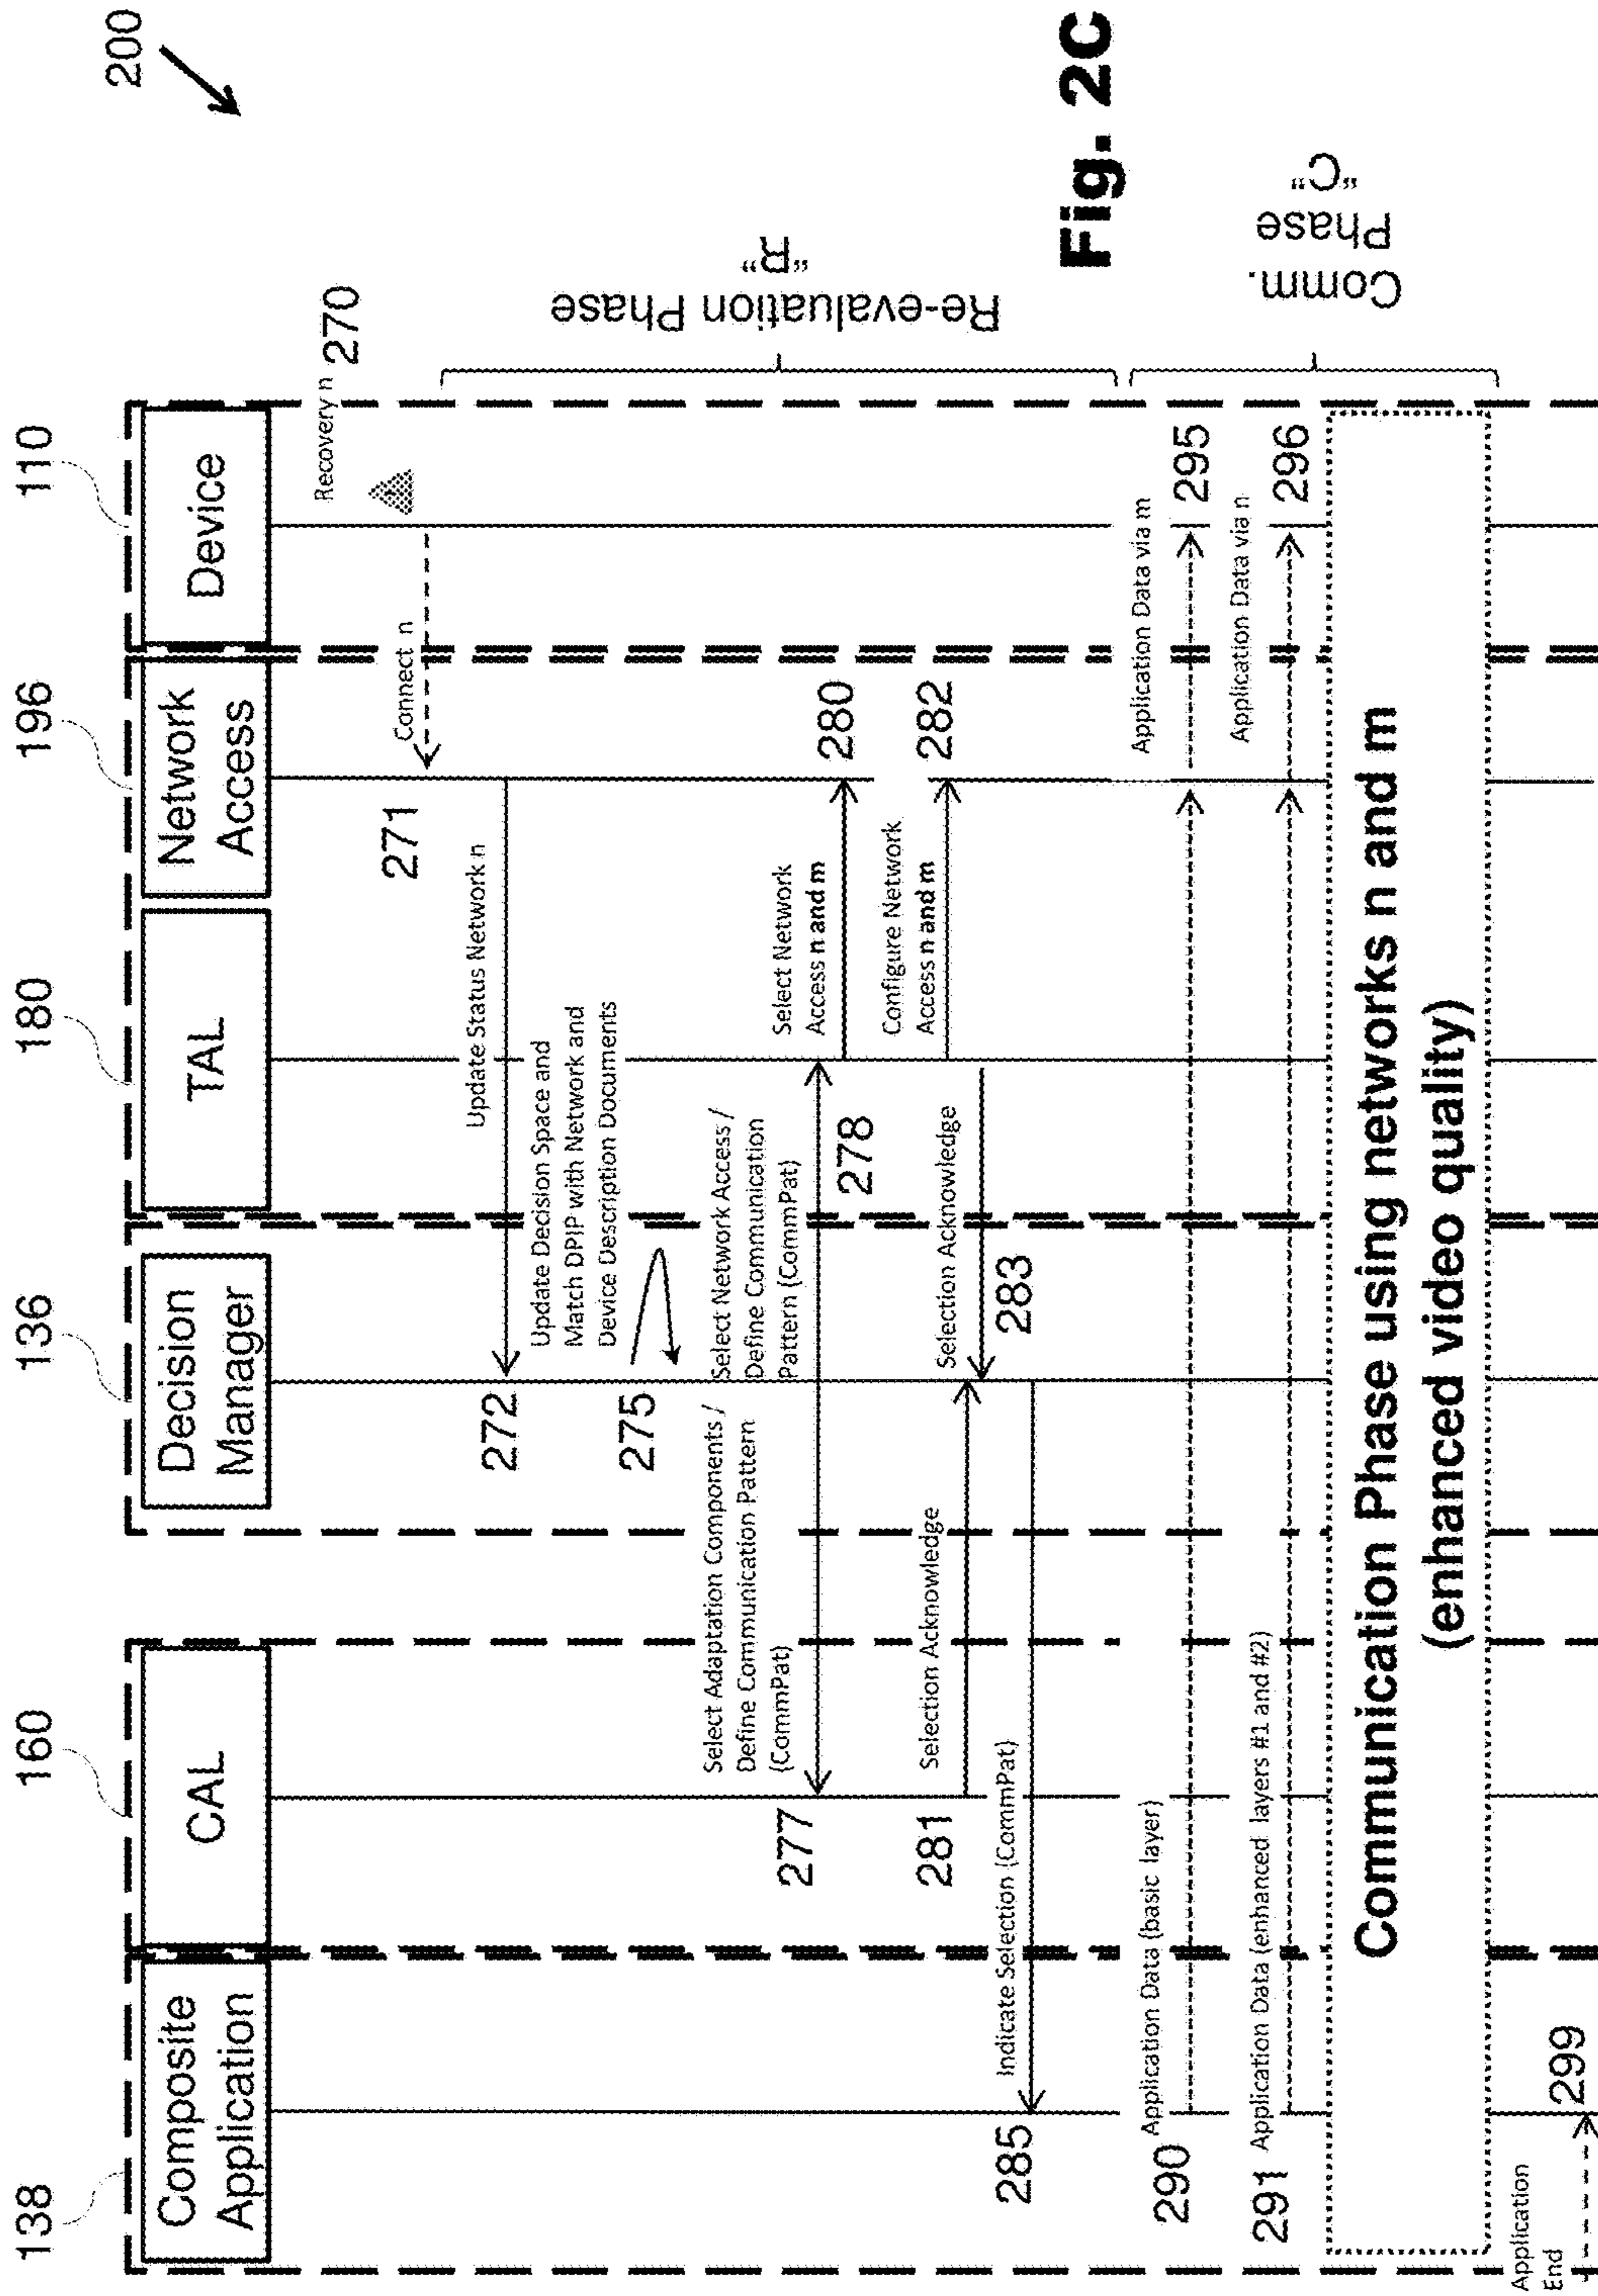 200
138
160
136
180
196
110
Composite
Application
CAL
Decision
Manager
TAL
Network
Access
Device
Recovery n
270
Connect n
271
Update Status Network n
272
Update Decision Space and
Match DPIP with Network and
Device Description Documents
275
Select Adaptation Components /
Define Communication Pattern
(CommPat)
277
Select Network Access /
Define Communication
Pattern (CommPat)
278
Select Network
Access n and m
280
Selection Acknowledge
281
Configure Network
Access n and m
282
Selection Acknowledge
283
Indicate Selection (CommPat)
285
Re-evaluation Phase
"R"
290
Application Data (basic layer)
Application Data via m
295
291
Application Data (enhanced layers #1 and #2)
Application Data via n
296
Comm.
Phase
"C"
Communication Phase using networks n and m
(enhanced video quality)
Application
End
299
Fig. 2C